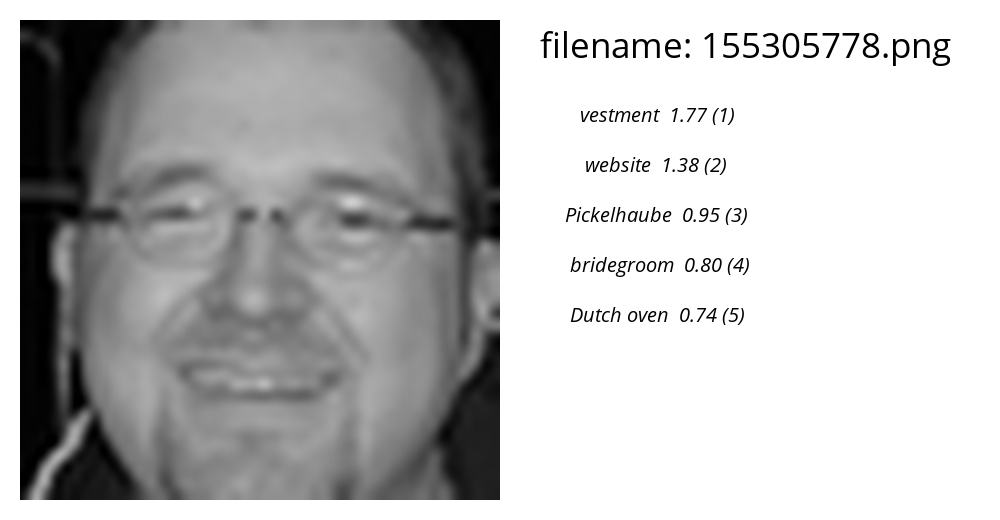 filename: 155305778.png
vestment 1.77 (1)
website 1.38 (2)
Pickelhaube 0.95 (3)
bridegroom 0.80 (4)
Dutch oven 0.74 (5)